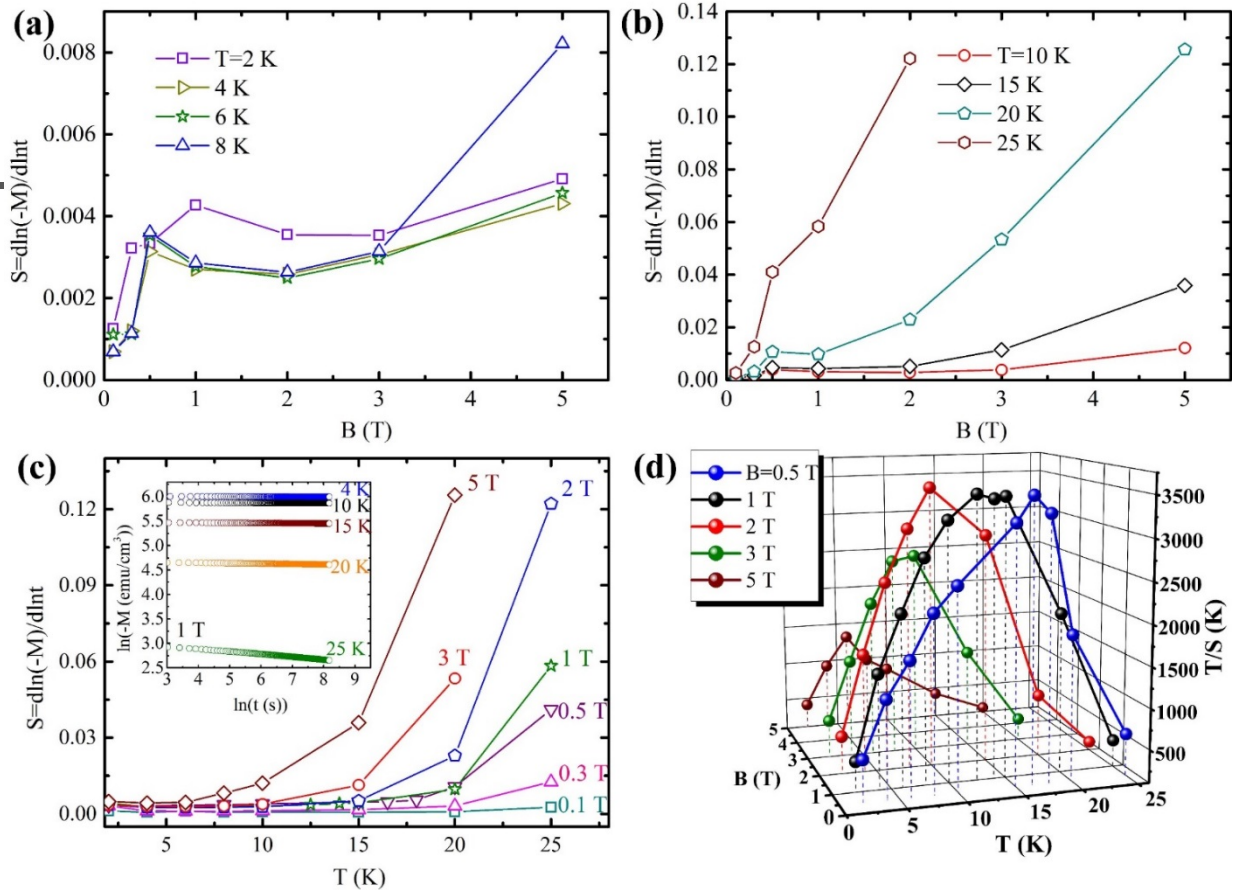 (a)
S=dln(-M)/dlnt
0.008
0.006
0.004
0.002
0.000
T=2 K
4 K
6 K
8 K
0 1 2 3 4 5
B (T)
(b)
S=dln(-M)/dlnt
0.14
0.12
0.10
0.08
0.06
0.04
0.02
0.00
T=10 K
15 K
20 K
25 K
0 1 2 3 4 5
B (T)
(c)
S=dln(-M)/dlnt
0.12
0.09
0.06
0.03
0.00
5 T
2 T
3 T
1 T
0.5 T
0.3 T
0.1 T
5 10 15 20 25
T (K)
ln(-M (emu/cm³))
6.0
5.5
5.0
4.5
4.0
3.5
3.0
2.5
4 K
10 K
15 K
20 K
1 T
25 K
3 4 5 6 7 8 9
ln(t (s))
(d)
B=0.5 T
1 T
2 T
3 T
5 T
3500
3000
2500
2000
1500
1000
500
T/S (K)
5
4
3
2
1
0
B (T)
0 5 10 15 20 25
T (K)